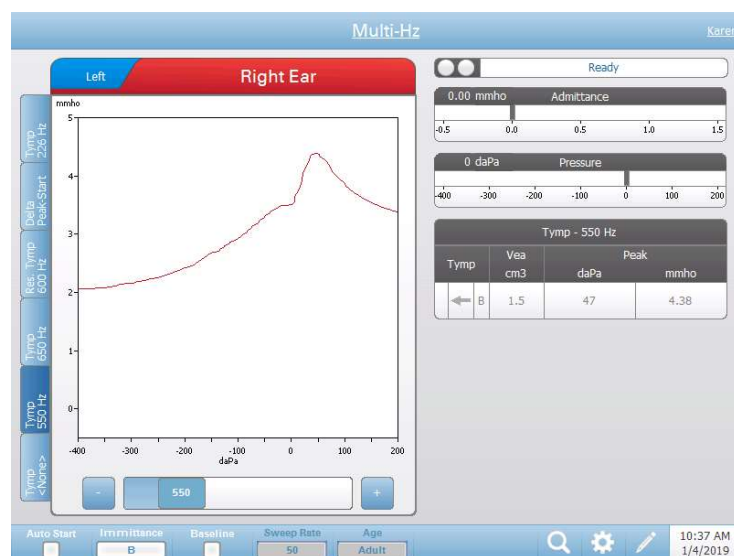 Multi-Hz
Karen
Left
Right Ear
Ready
mmho
0.00 mmho Admittance
-0.5 0.0 0.5 1.0 1.5
0 daPa Pressure
-400 -300 -200 -100 0 100 200
Tymp - 550 Hz
Tymp Vea Peak
cm3 daPa mmho
B 1.5 47 4.38
Tymp
226 Hz
Delta
Peak-Start
Res. Tymp
600 Hz
Tymp
650 Hz
Tymp
550 Hz
Tymp
<None>
5
4
3
2
1
0
-400 -300 -200 -100 0 100 200
daPa
- 550 +
Auto Start Immittance Baseline Sweep Rate Age
B 50 Adult
10:37 AM
1/4/2019